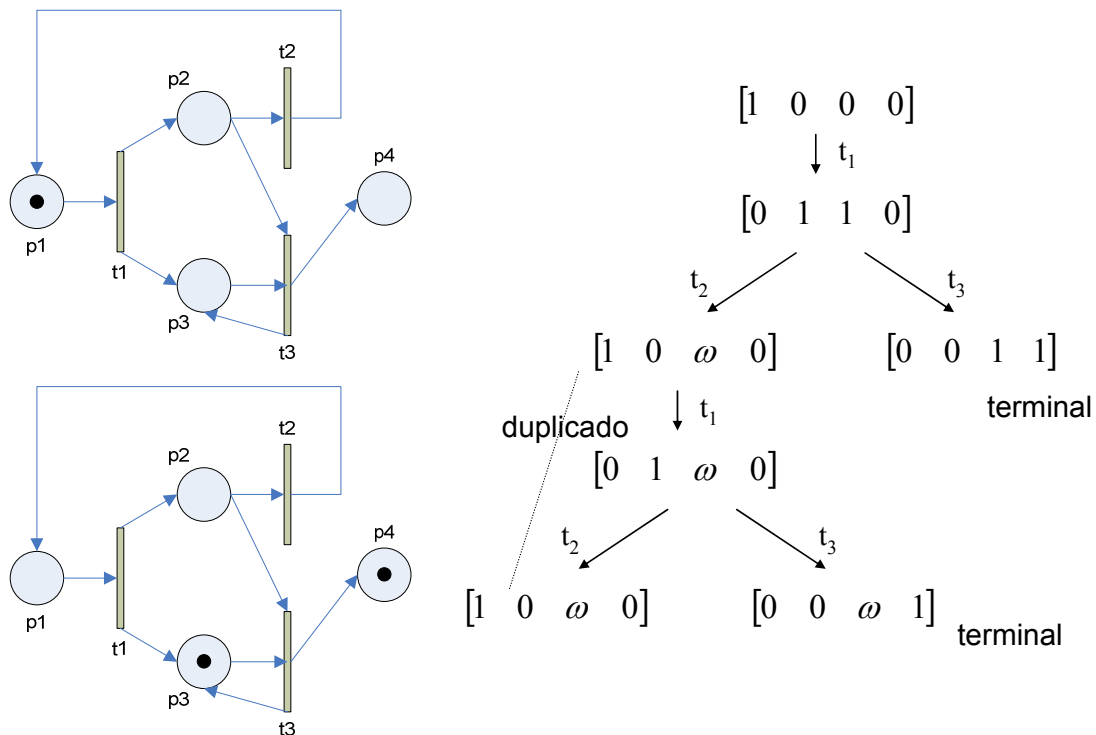 t2
p2
p4
p1
t1
p3
t3
t2
p2
p4
p1
t1
p3
t3
[1 0 0 0]
t₁
[0 1 1 0]
t₂ t₃
[1 0 ω 0] [0 0 1 1]
terminal
duplicado t₁
[0 1 ω 0]
t₂ t₃
[1 0 ω 0] [0 0 ω 1]
terminal